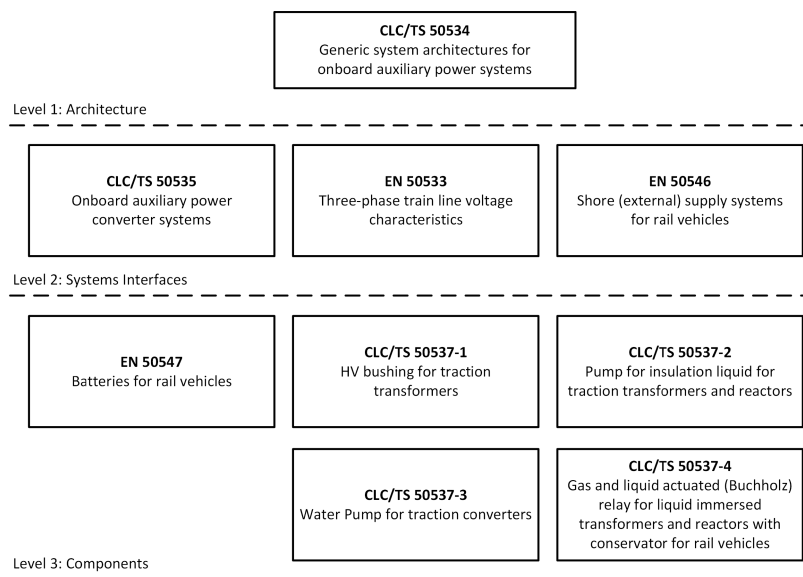 CLC/TS 50534
Generic system architectures for
onboard auxiliary power systems
Level 1: Architecture
CLC/TS 50535
Onboard auxiliary power
converter systems
EN 50533
Three-phase train line voltage
characteristics
EN 50546
Shore (external) supply systems
for rail vehicles
Level 2: Systems Interfaces
EN 50547
Batteries for rail vehicles
CLC/TS 50537-1
HV bushing for traction
transformers
CLC/TS 50537-2
Pump for insulation liquid for
traction transformers and reactors
CLC/TS 50537-3
Water Pump for traction converters
CLC/TS 50537-4
Gas and liquid actuated (Buchholz)
relay for liquid immersed
transformers and reactors with
conservator for rail vehicles
Level 3: Components